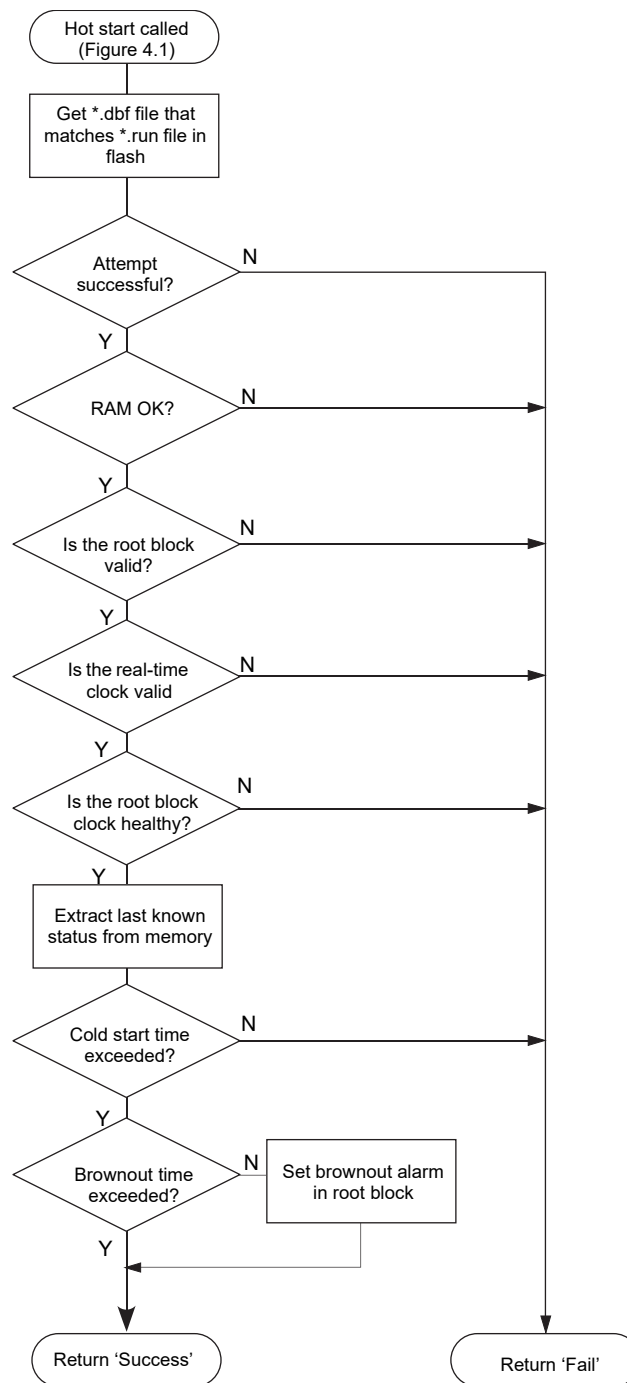 Hot start called
(Figure 4.1)
Get *.dbf file that
matches *.run file in
flash
Attempt
successful?
N
Y
RAM OK?
N
Y
Is the root block
valid?
N
Y
Is the real-time
clock valid
N
Y
Is the root block
clock healthy?
N
Y
Extract last known
status from memory
Cold start time
exceeded?
N
Y
Brownout time
exceeded?
N
Set brownout alarm
in root block
Y
Return ‘Success’
Return ‘Fail’